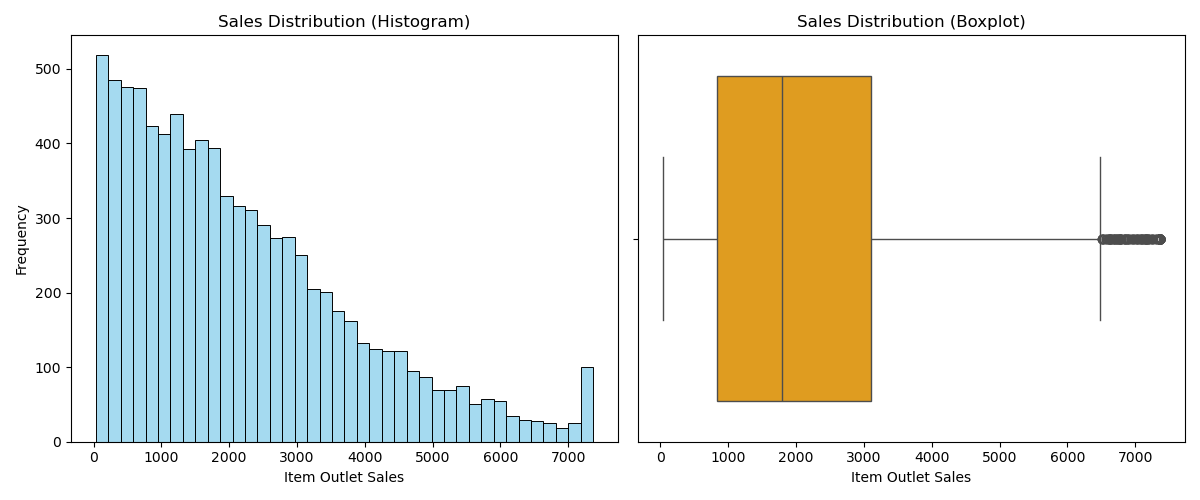 Sales Distribution (Histogram)
500
400
300
200
100
0
Frequency
0 1000 2000 3000 4000 5000 6000 7000
Item Outlet Sales
Sales Distribution (Boxplot)
0 1000 2000 3000 4000 5000 6000 7000
Item Outlet Sales